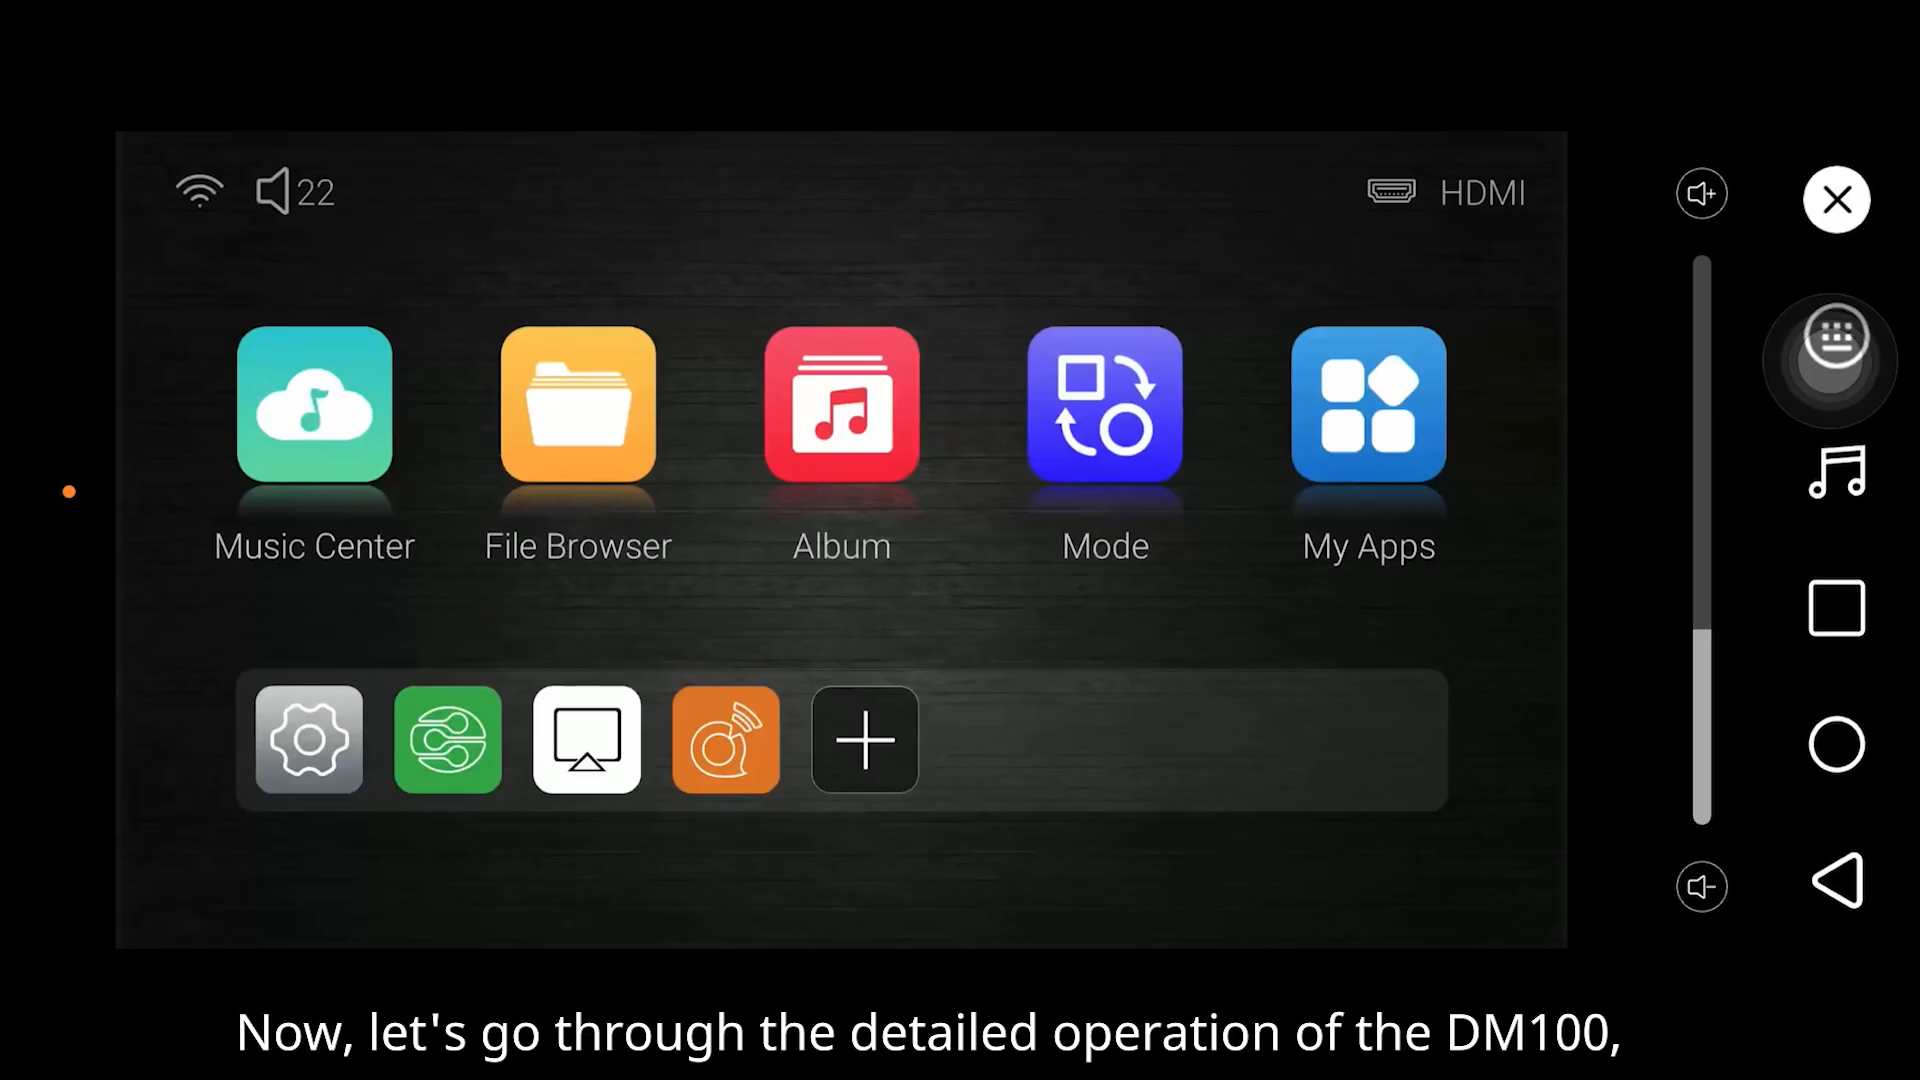 22
HDMI
Music Center
File Browser
Album
Mode
My Apps
Now, let's go through the detailed operation of the DM100,